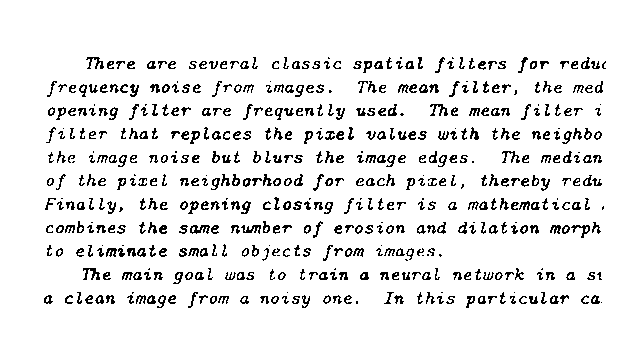 There are several classic spatial filters for reduc
frequency noise from images. The mean filter, the med
opening filter are frequently used. The mean filter i
filter that replaces the pixel values with the neighbo
the image noise but blurs the image edges. The median
of the pixel neighborhood for each pixel, thereby redu
Finally, the opening closing filter is a mathematical
combines the same number of erosion and dilation morph
to eliminate small objects from images.
The main goal was to train a neural network in a st
a clean image from a noisy one. In this particular ca